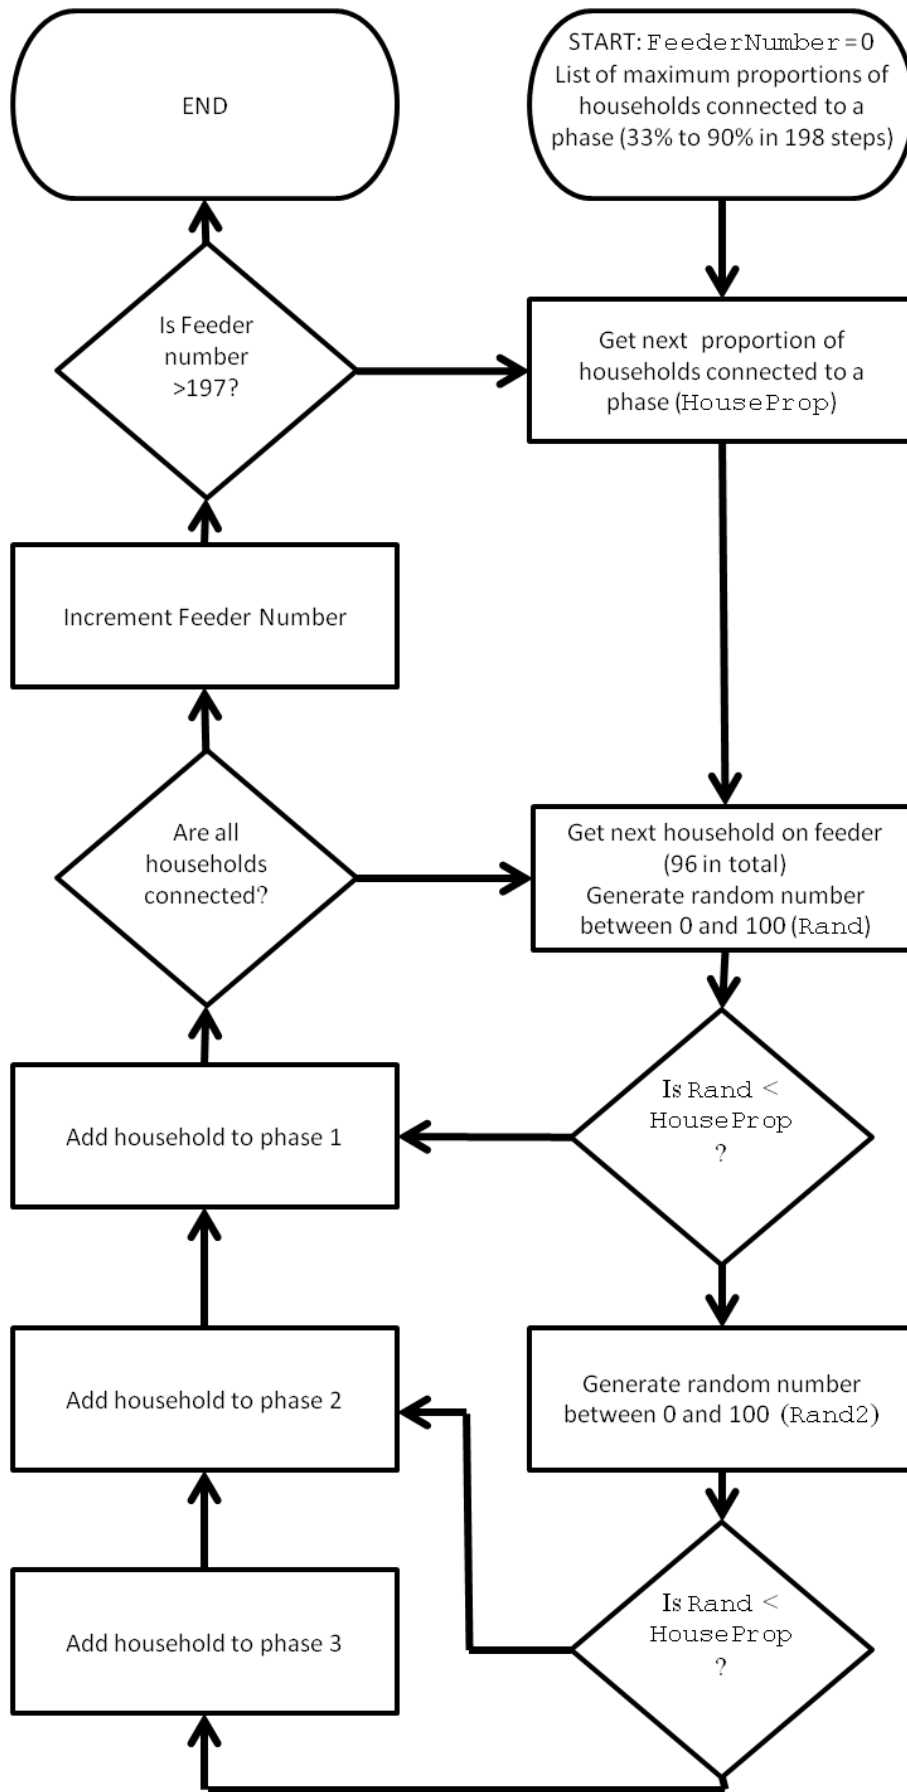 END
START: FeederNumber = 0
List of maximum proportions of
households connected to a
phase (33% to 90% in 198 steps)
Is Feeder
number
>197?
Get next proportion of
households connected to a
phase (HouseProp)
Increment Feeder Number
Are all
households
connected?
Get next household on feeder
(96 in total)
Generate random number
between 0 and 100 (Rand)
Add household to phase 1
Is Rand <
HouseProp
?
Add household to phase 2
Generate random number
between 0 and 100 (Rand2)
Add household to phase 3
Is Rand <
HouseProp
?